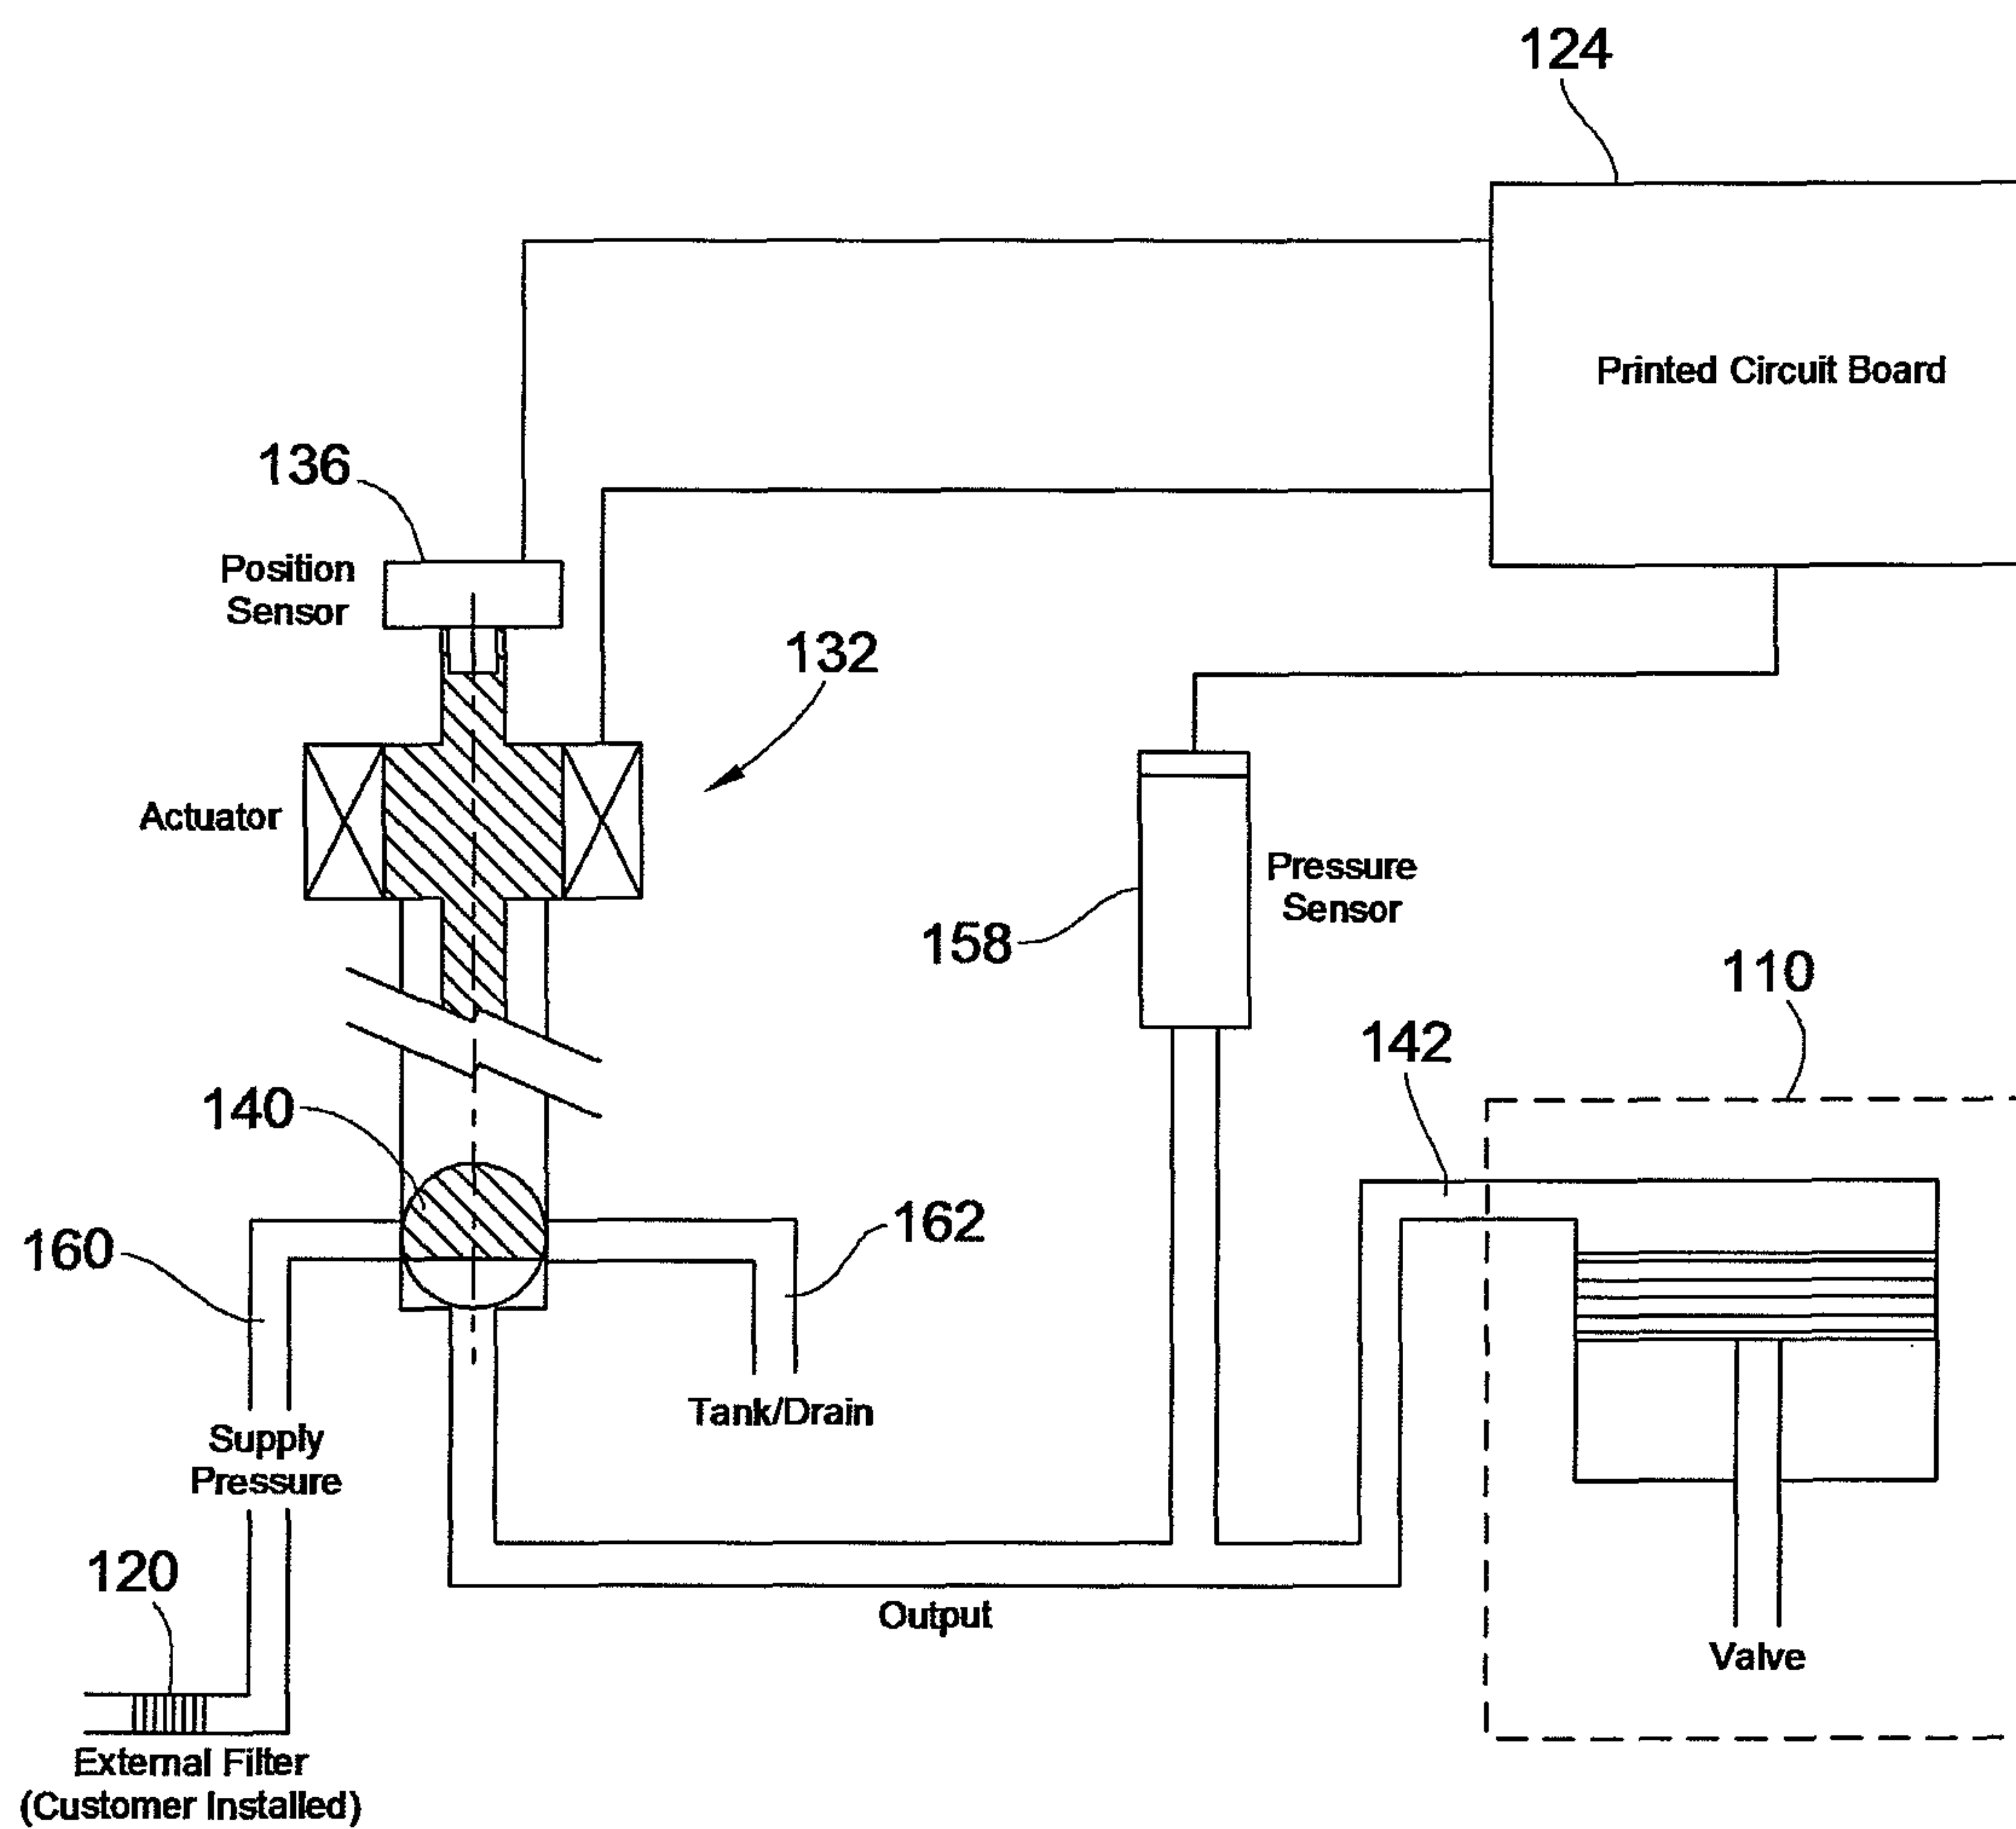 124
Printed Circuit Board
136
Position
Sensor
132
Actuator
Pressure
Sensor
158
110
142
140
162
160
Tank/Drain
Supply
Pressure
120
Output
Valve
External Filter
(Customer Installed)